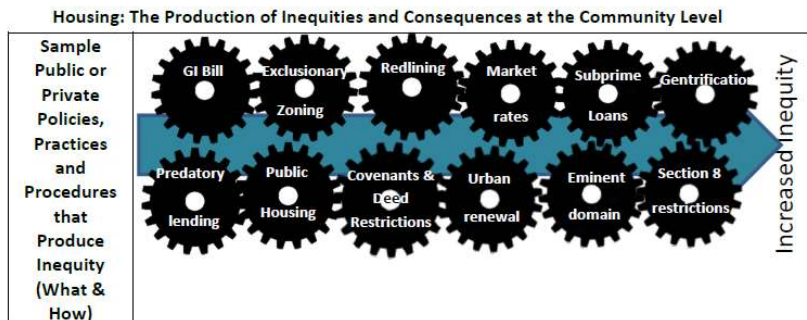 Housing: The Production of Inequities and Consequences at the Community Level
Sample
Public or
Private
Policies,
Practices
and
Procedures
that
Produce
Inequity
(What &
How)
GI Bill
Exclusionary
Zoning
Redlining
Market
rates
Subprime
Loans
Gentrification
Predatory
lending
Public
Housing
Covenants &
Deed
Restrictions
Urban
renewal
Eminent
domain
Section 8
restrictions
Increased Inequity